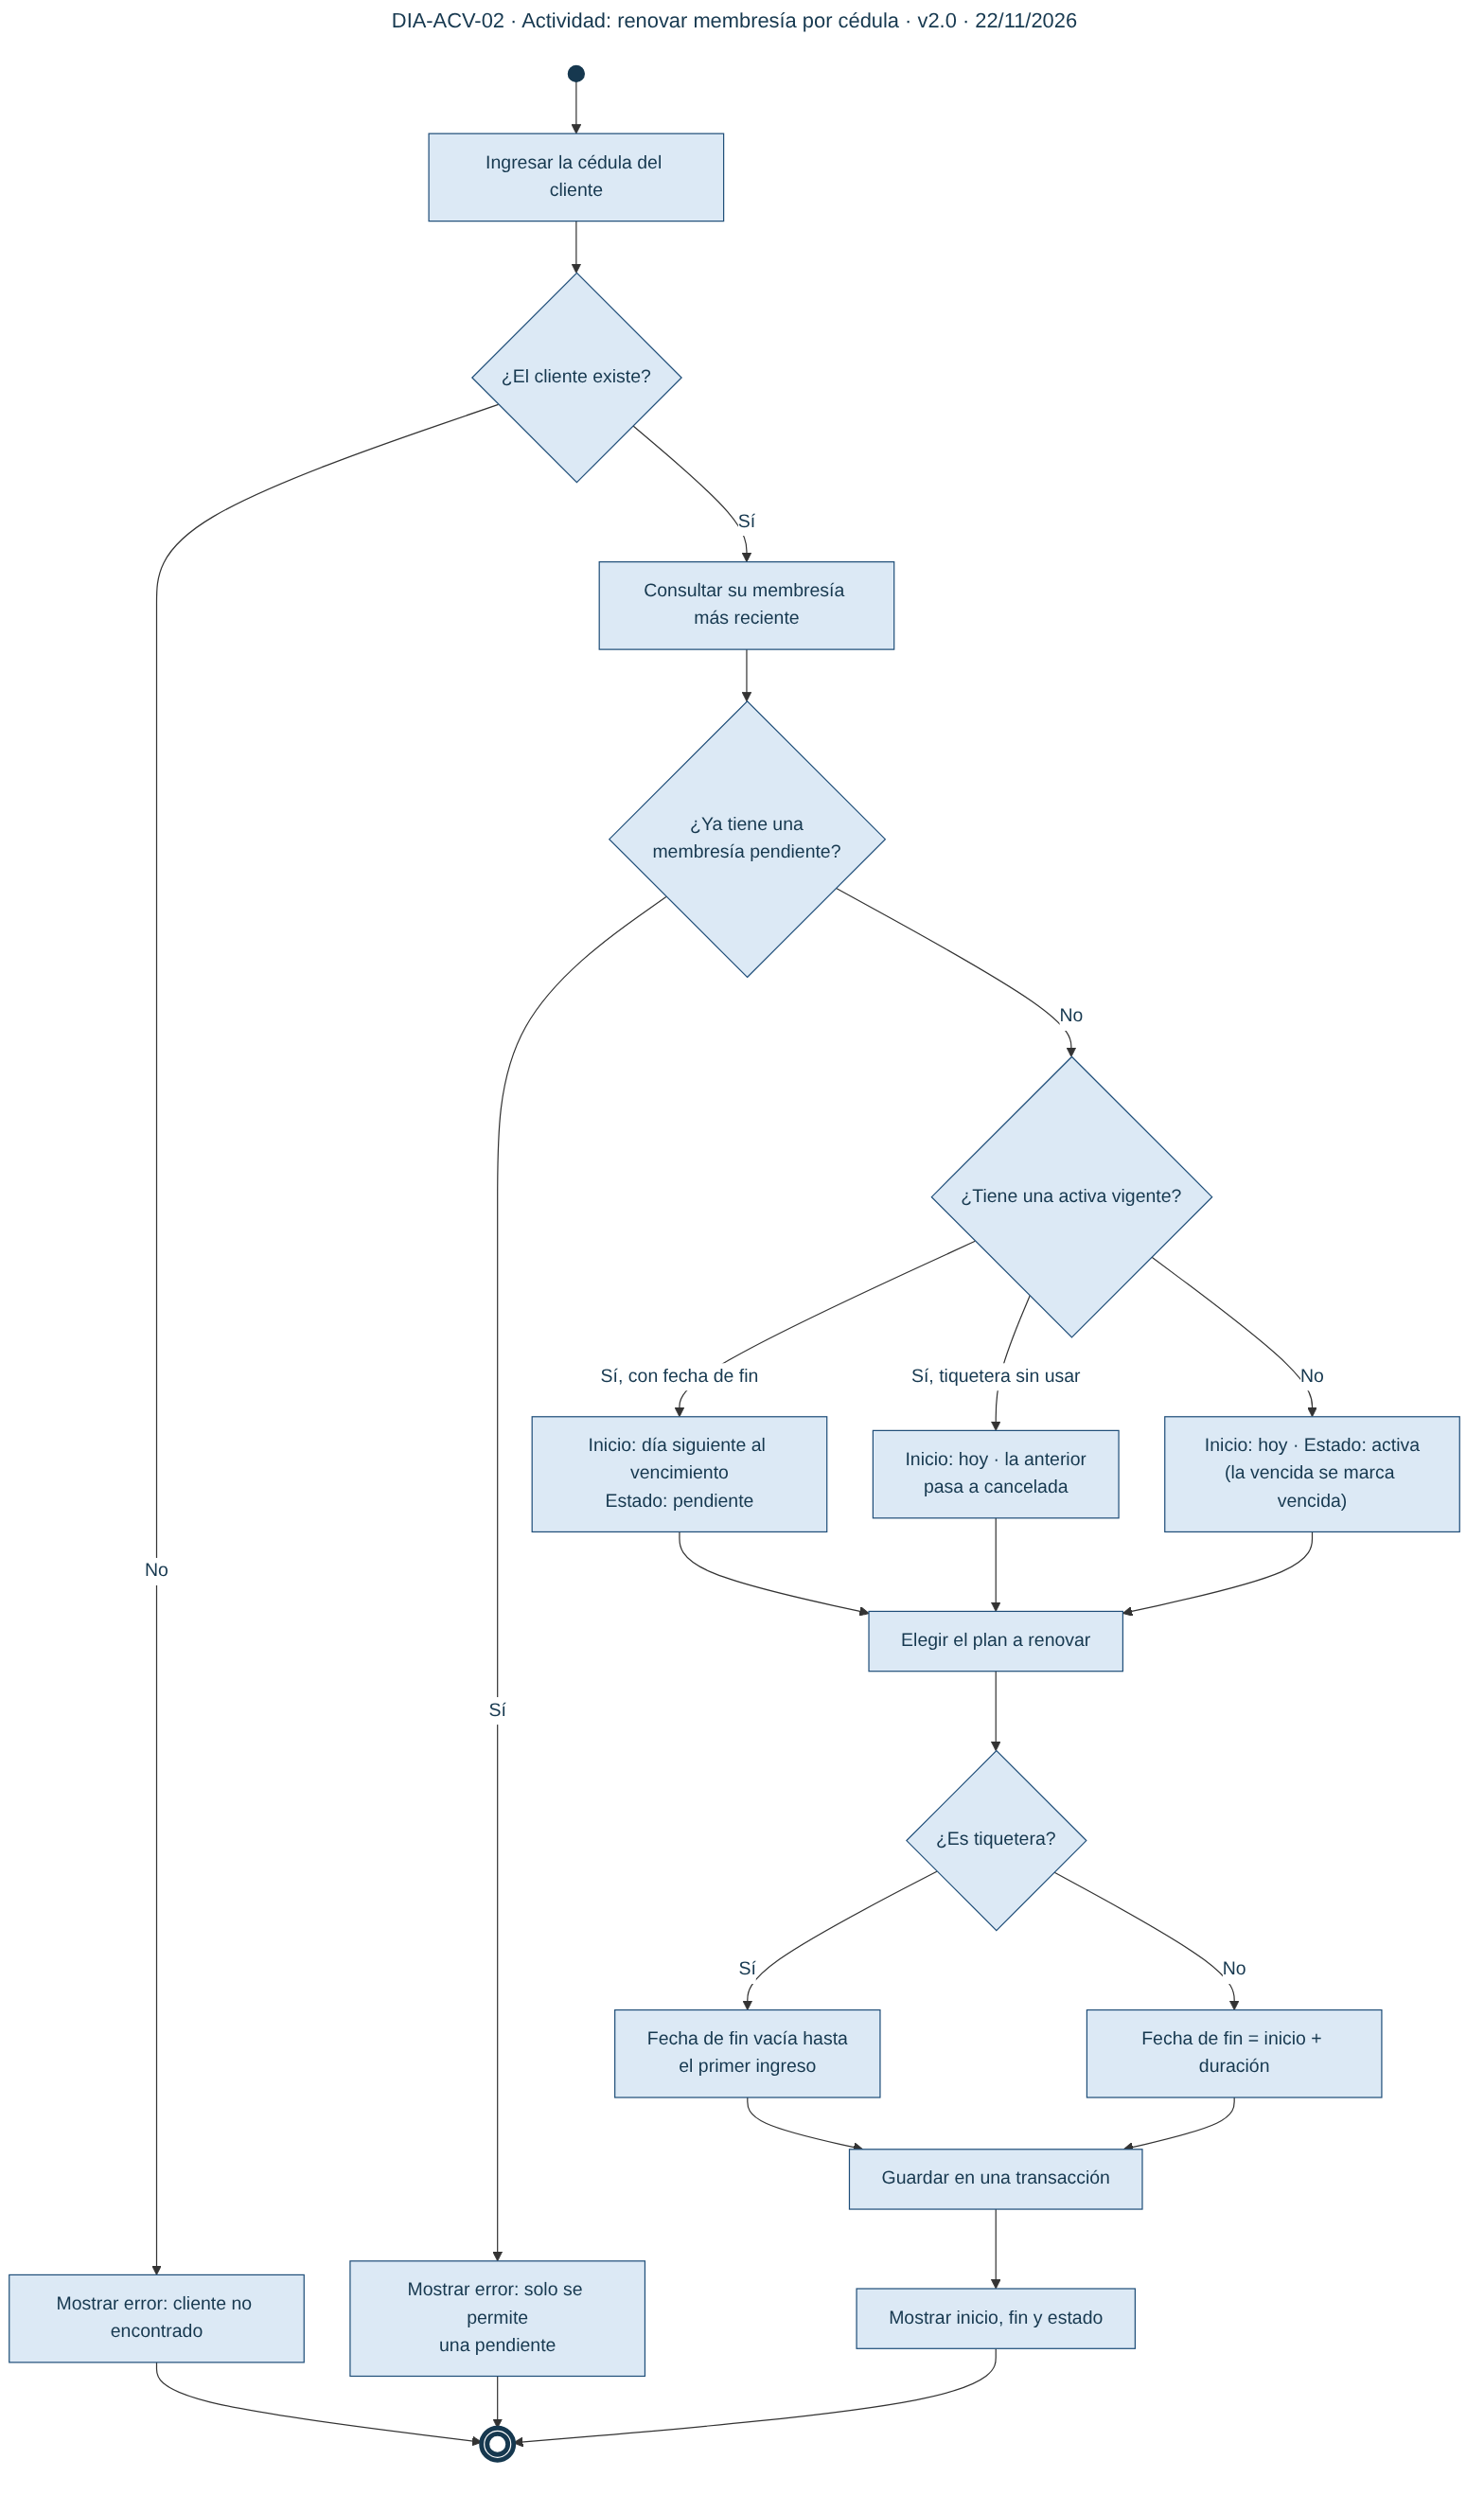 DIA-ACV-02 · Actividad: renovar membresía por cédula · v2.0 · 22/11/2026
Ingresar la cédula del
cliente
¿El cliente existe?
Sí
Consultar su membresía
más reciente
¿Ya tiene una
membresía pendiente?
No
¿Tiene una activa vigente?
Sí, con fecha de fin
Sí, tiquetera sin usar
No
Inicio: día siguiente al
vencimiento
Estado: pendiente
Inicio: hoy · la anterior
pasa a cancelada
Inicio: hoy · Estado: activa
(la vencida se marca
vencida)
No
Elegir el plan a renovar
Sí
¿Es tiquetera?
Sí
No
Fecha de fin vacía hasta
el primer ingreso
Fecha de fin = inicio +
duración
Guardar en una transacción
Mostrar error: cliente no
encontrado
Mostrar error: solo se
permite
una pendiente
Mostrar inicio, fin y estado